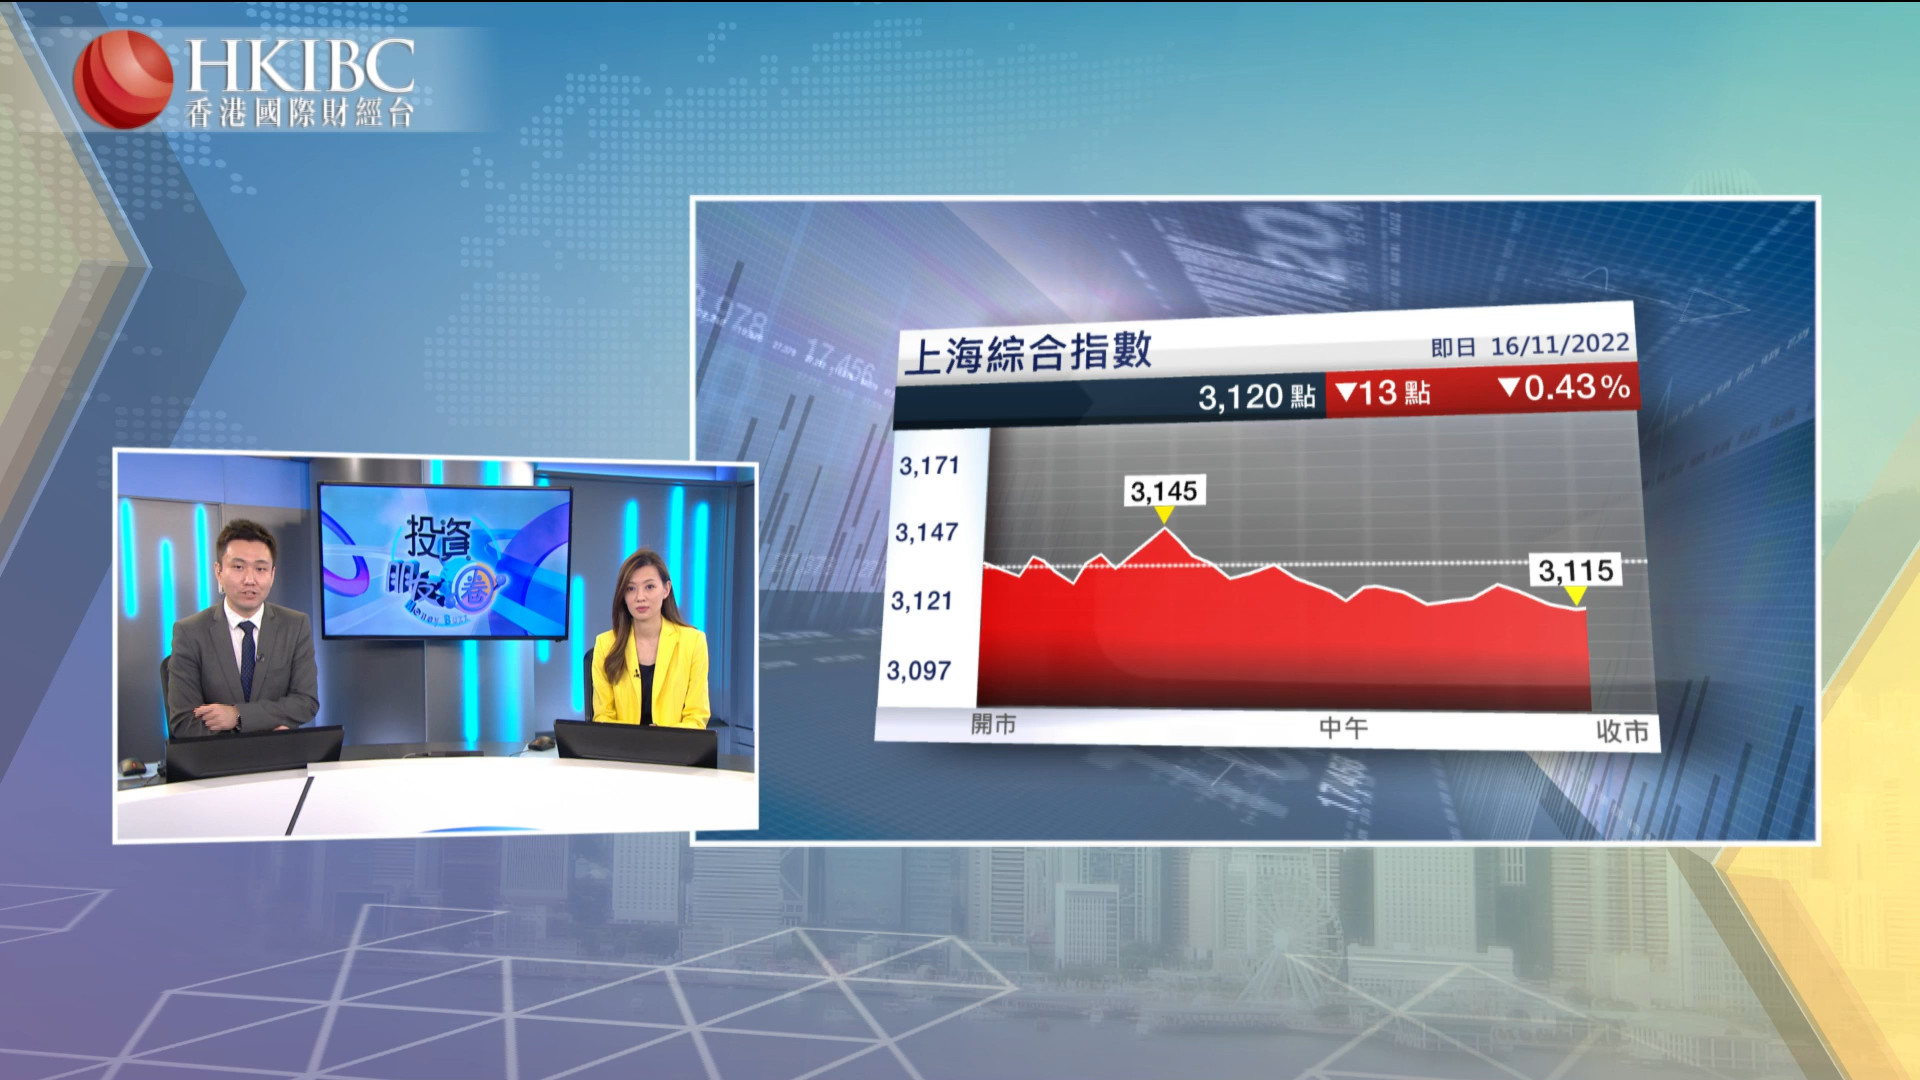 HKIBC
香港國際財經台
上海綜合指數
即日 16/11/2022
3,120 點 ▼13 點 ▼0.43%
3,171
3,147
3,121
3,097
3,145
3,115
開市
中午
收市
投資
17,456